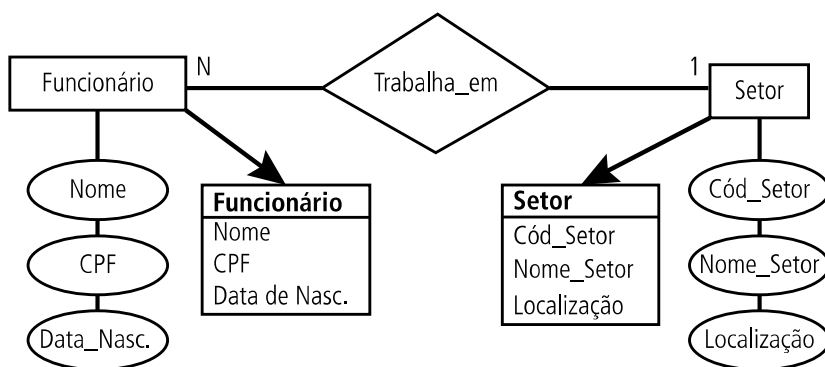 Funcionário
N
Trabalha_em
1
Setor
Nome
CPF
Data_Nasc.
Funcionário
Nome
CPF
Data de Nasc.
Setor
Cód_Setor
Nome_Setor
Localização
Cód_Setor
Nome_Setor
Localização